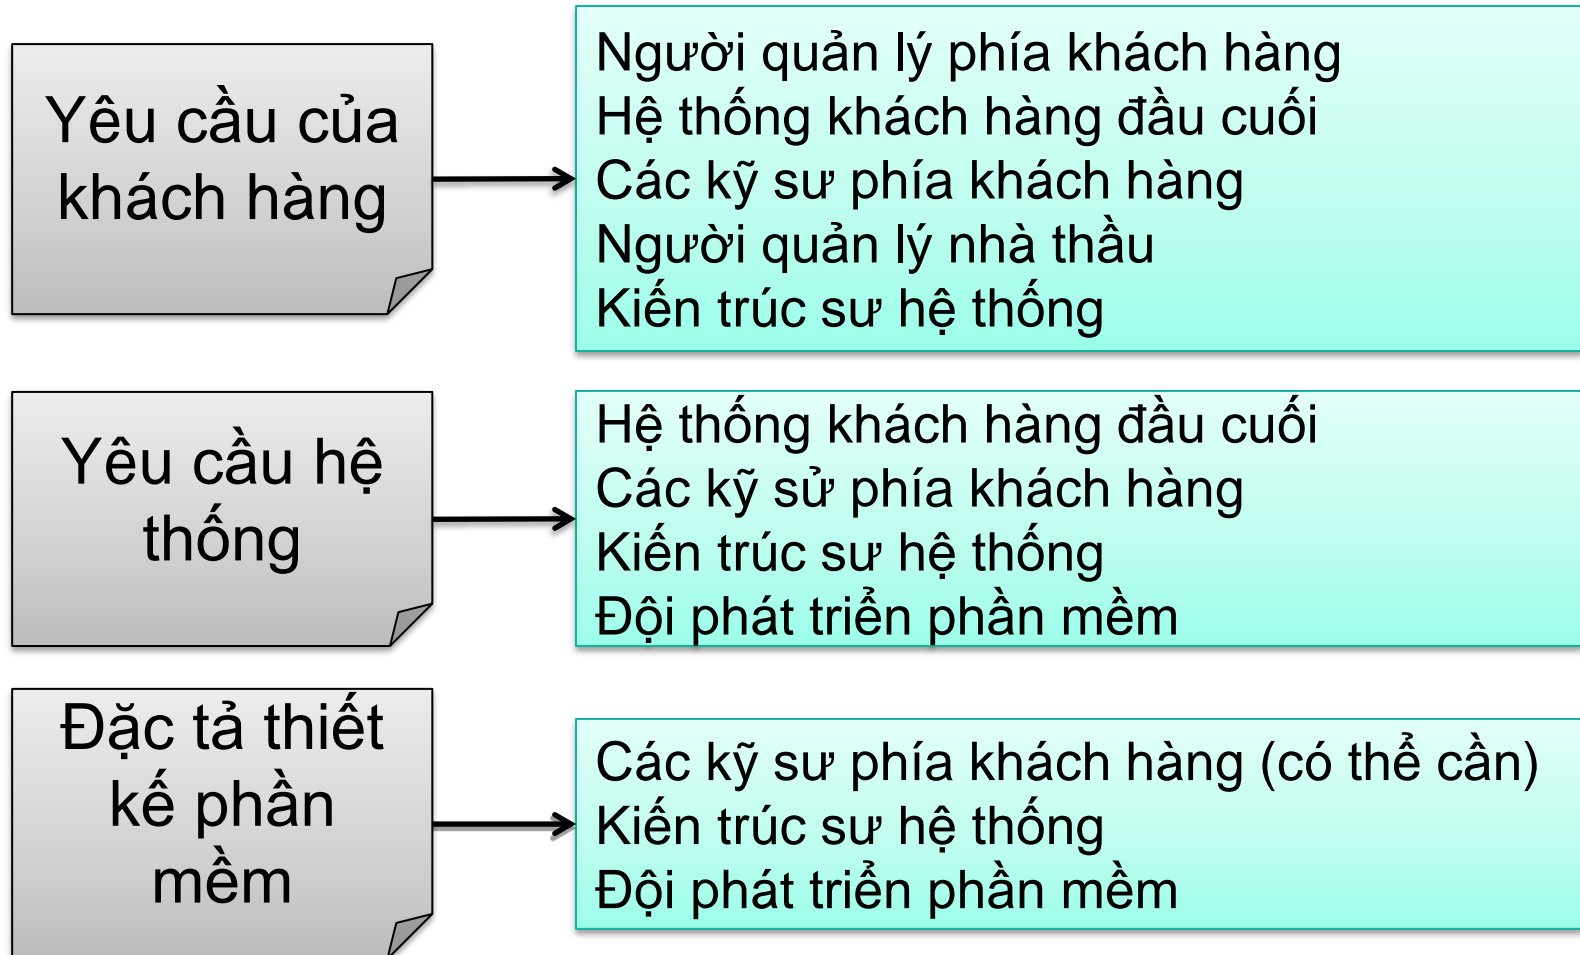 Yêu cầu của
khách hàng
Người quản lý phía khách hàng
Hệ thống khách hàng đầu cuối
Các kỹ sư phía khách hàng
Người quản lý nhà thầu
Kiến trúc sư hệ thống
Yêu cầu hệ
thống
Hệ thống khách hàng đầu cuối
Các kỹ sử phía khách hàng
Kiến trúc sư hệ thống
Đội phát triển phần mềm
Đặc tả thiết
kế phần
mềm
Các kỹ sư phía khách hàng (có thể cần)
Kiến trúc sư hệ thống
Đội phát triển phần mềm